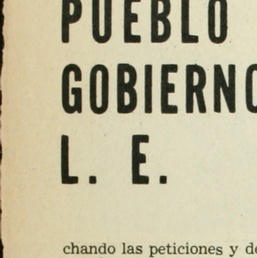 PUEBLO
GOBIERNO
L. E.
chando las peticiones y de